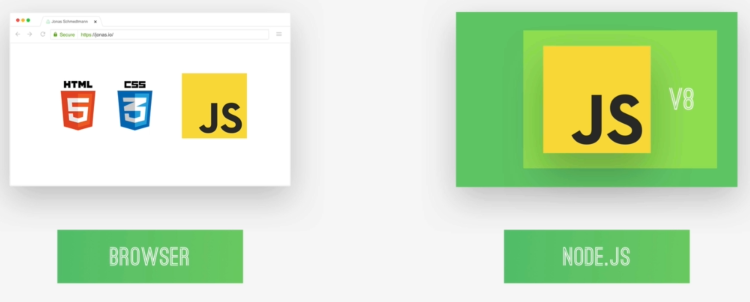 Jonas Schmedtmann
Secure https://jonas.io/
HTML
5
CSS
3
JS
JS
V8
BROWSER
NODE.JS